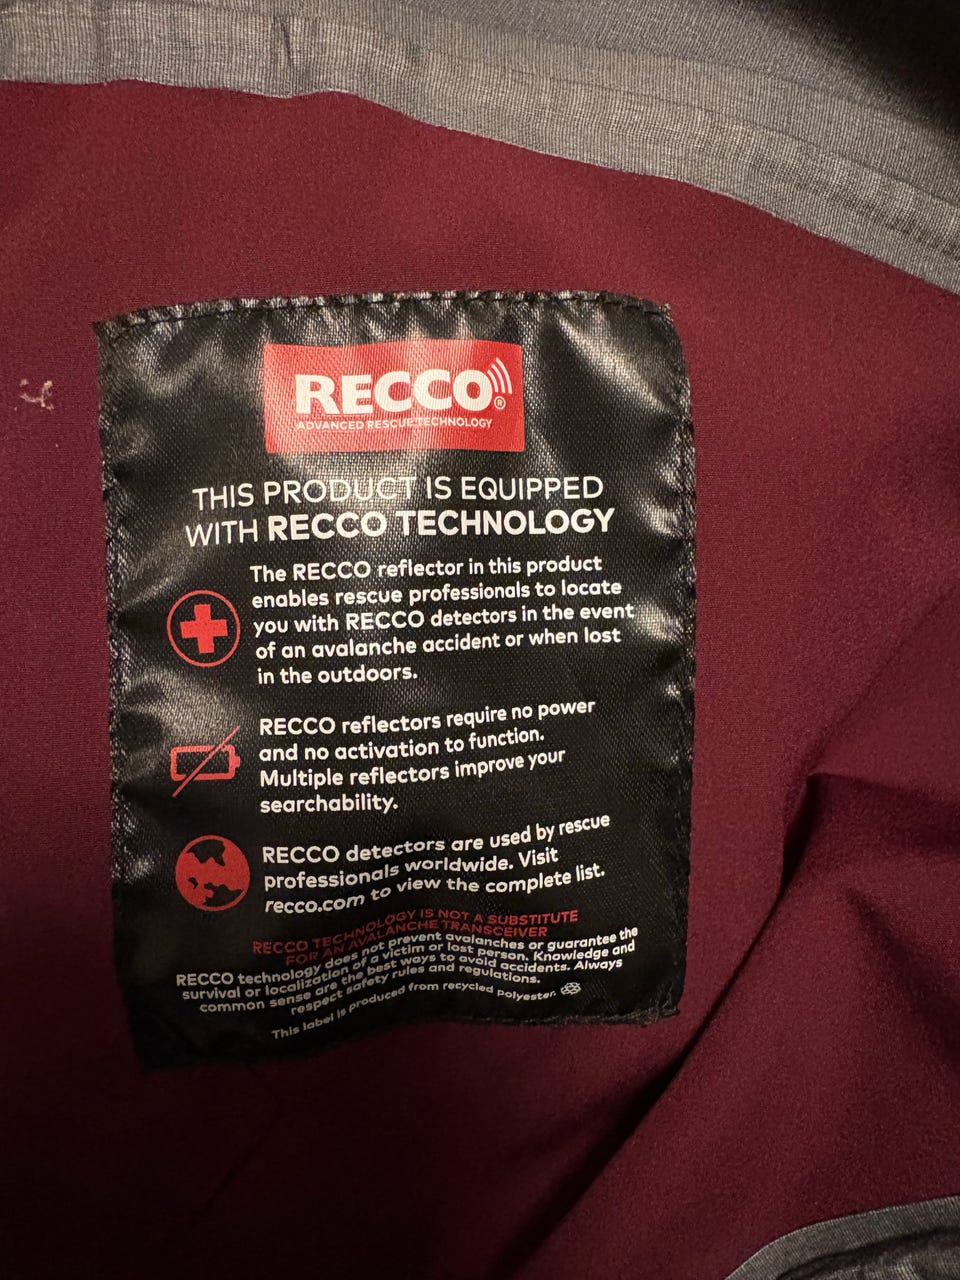 RECCO®
ADVANCED RESCUE TECHNOLOGY
THIS PRODUCT IS EQUIPPED
WITH RECCO TECHNOLOGY
The RECCO reflector in this product
enables rescue professionals to locate
you with RECCO detectors in the event
of an avalanche accident or when lost
in the outdoors.
RECCO reflectors require no power
and no activation to function.
Multiple reflectors improve your
searchability.
RECCO detectors are used by rescue
professionals worldwide. Visit
recco.com to view the complete list.
RECCO TECHNOLOGY IS NOT A SUBSTITUTE
FOR AN AVALANCHE TRANSCEIVER
RECCO technology does not prevent avalanches or guarantee the
survival or localization of a victim or lost person. Knowledge and
common sense are the best ways to avoid accidents. Always
respect safety rules and regulations.
This label is produced from recycled polyester.